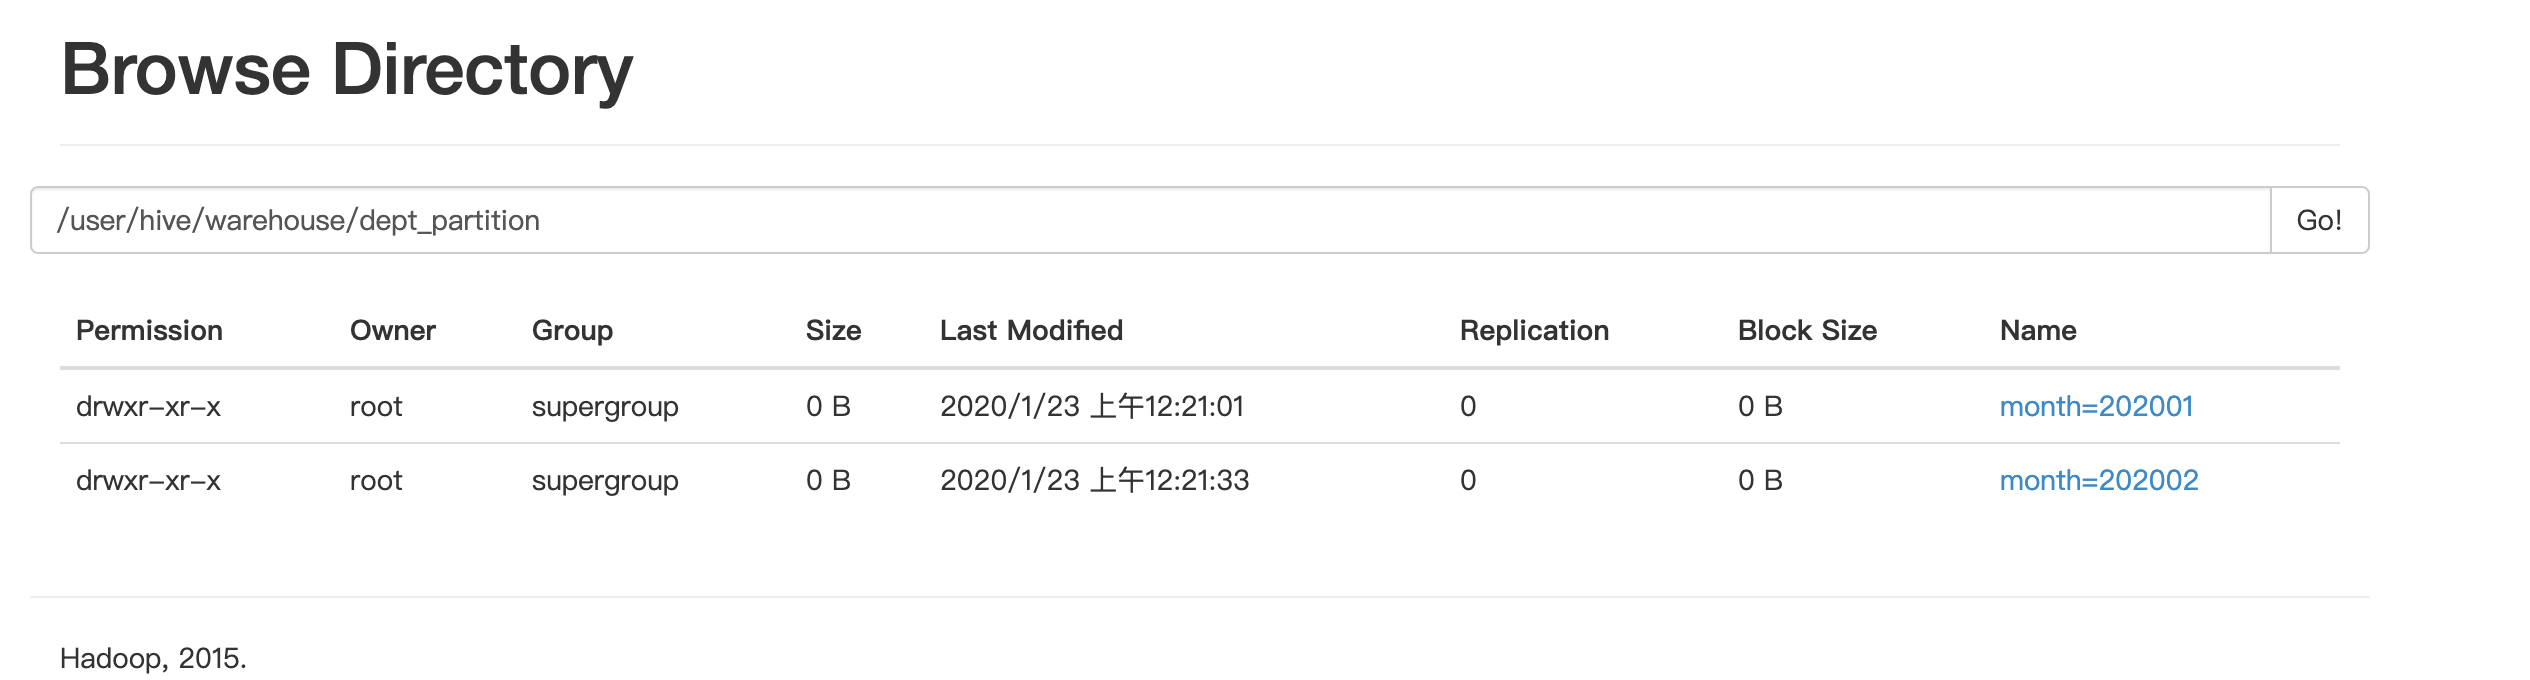 Browse Directory
/user/hive/warehouse/dept_partition Go!
Permission Owner Group Size Last Modified Replication Block Size Name
drwxr-xr-x root supergroup 0 B 2020/1/23 上午12:21:01 0 0 B month=202001
drwxr-xr-x root supergroup 0 B 2020/1/23 上午12:21:33 0 0 B month=202002
Hadoop, 2015.